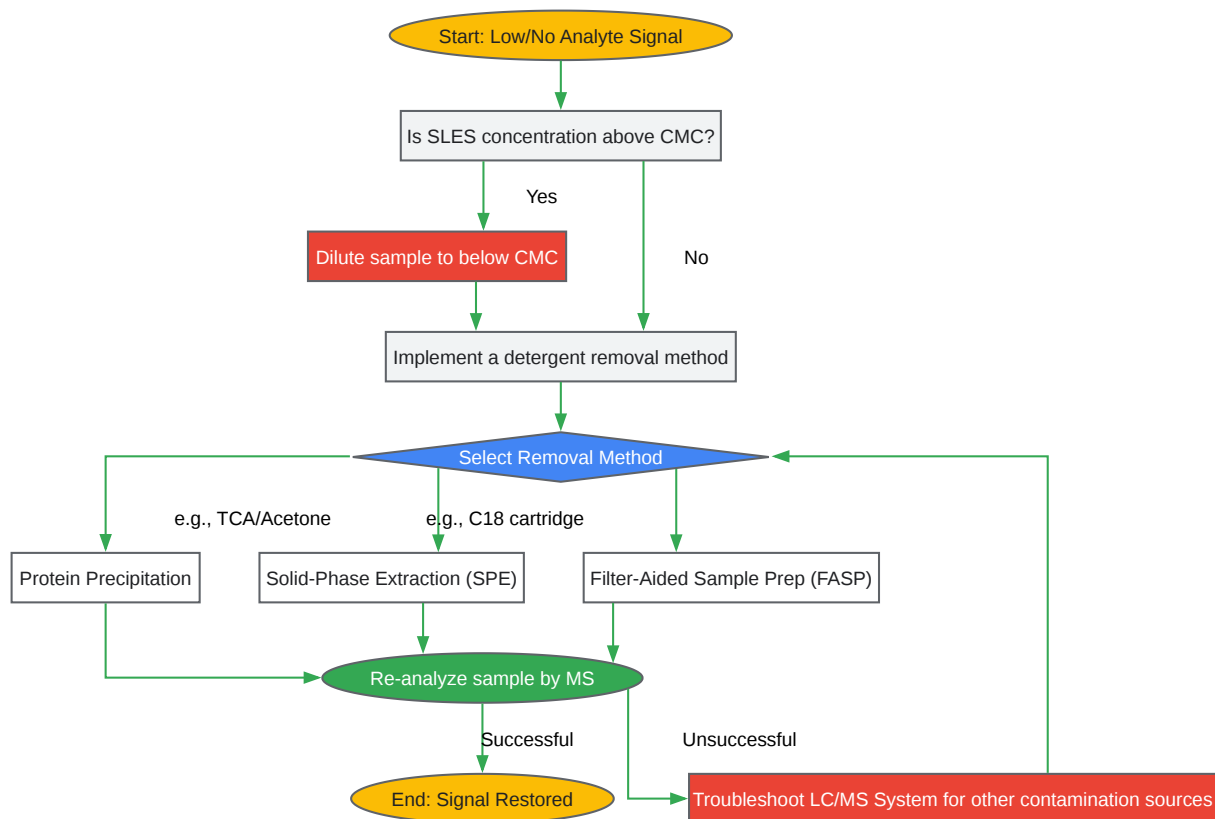 Start: Low/No Analyte Signal
Is SLES concentration above CMC?
Yes
Dilute sample to below CMC
No
Implement a detergent removal method
Select Removal Method
e.g., TCA/Acetone
e.g., C18 cartridge
Protein Precipitation
Solid-Phase Extraction (SPE)
Filter-Aided Sample Prep (FASP)
Re-analyze sample by MS
Successful
Unsuccessful
End: Signal Restored
Troubleshoot LC/MS System for other contamination sources